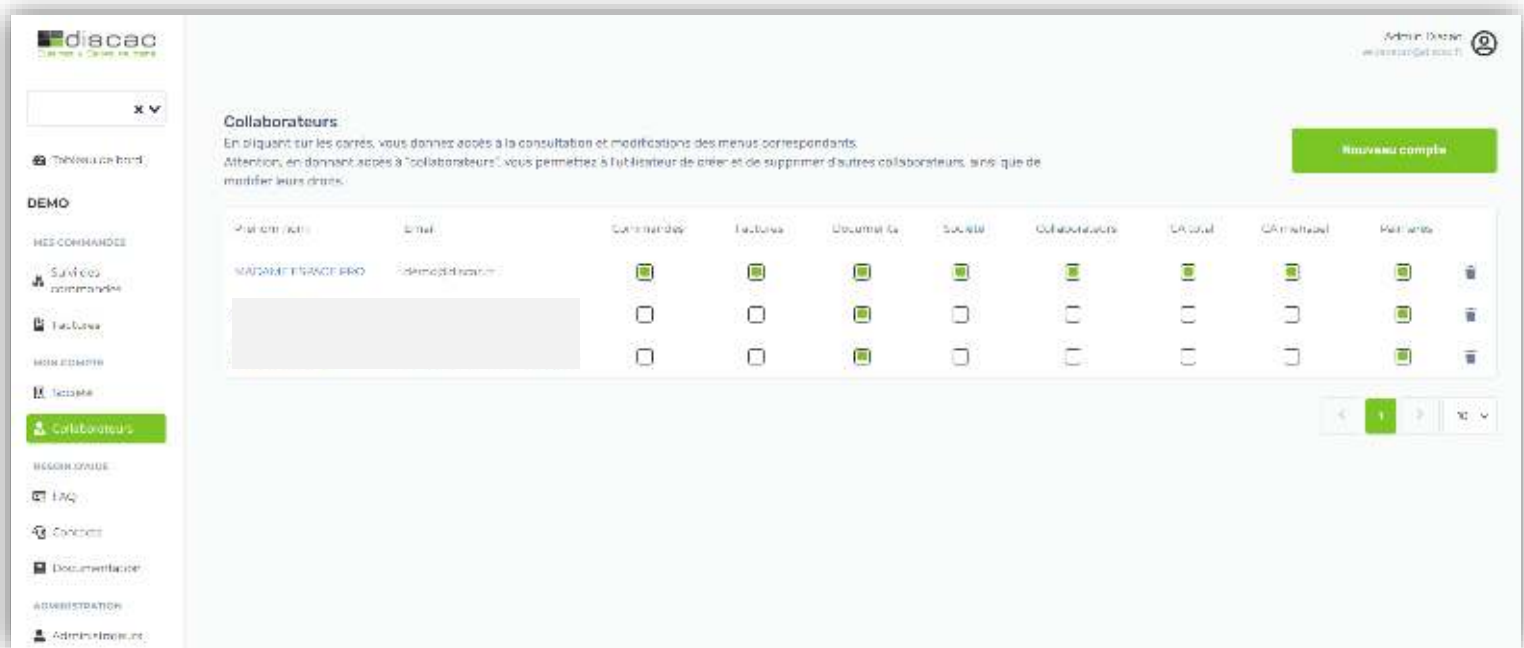 discac
Admin Discac
Collaborateurs
En cliquant sur les carrés, vous donnez accès à la consultation et modifications des menus correspondants.
Attention, en donnant accès à "collaborateurs", vous permettez à l'utilisateur de créer et de supprimer d'autres collaborateurs, ainsi que de
modifier leurs droits.
Nouveau compte
Tableau de bord
DEMO
MES COMMANDES
Suivi des
commandes
Factures
MON COMPTE
Société
Collaborateurs
BESOIN D'AIDE
FAQ
Contacts
Documentation
ADMINISTRATION
Administrateurs
Prénom nom Email Commandes Factures Documents Société Collaborateurs CA total CA mensuel Palmarès
MADAME ESPACE PRO
1
10